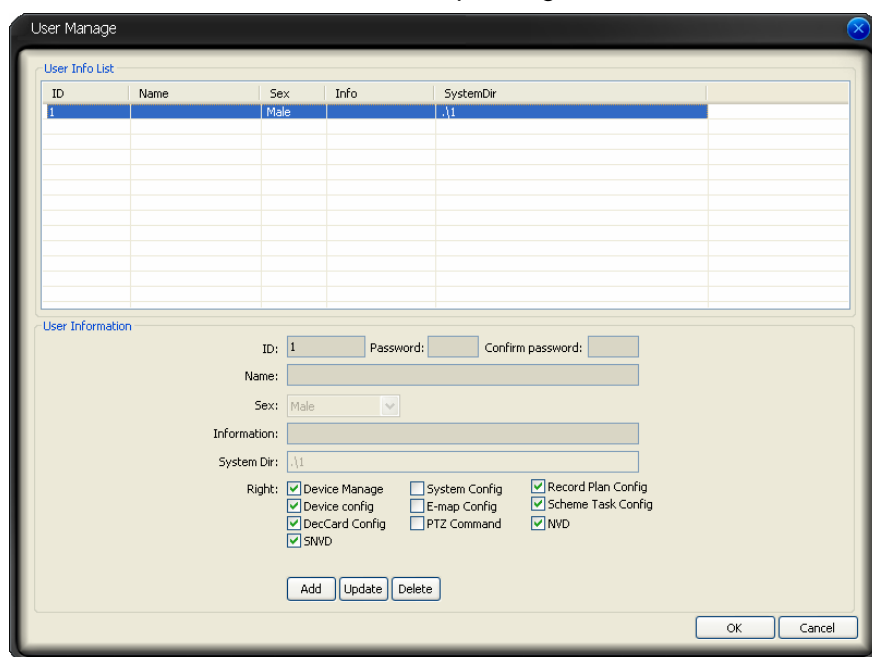 User Manage
User Info List
ID Name Sex Info SystemDir
1 Male .\1
User Information
ID: 1 Password: Confirm password:
Name:
Sex: Male
Information:
System Dir: .\1
Right: Device Manage System Config Record Plan Config
Device config E-map Config Scheme Task Config
DecCard Config PTZ Command NVD
SNVD
Add Update Delete
OK Cancel